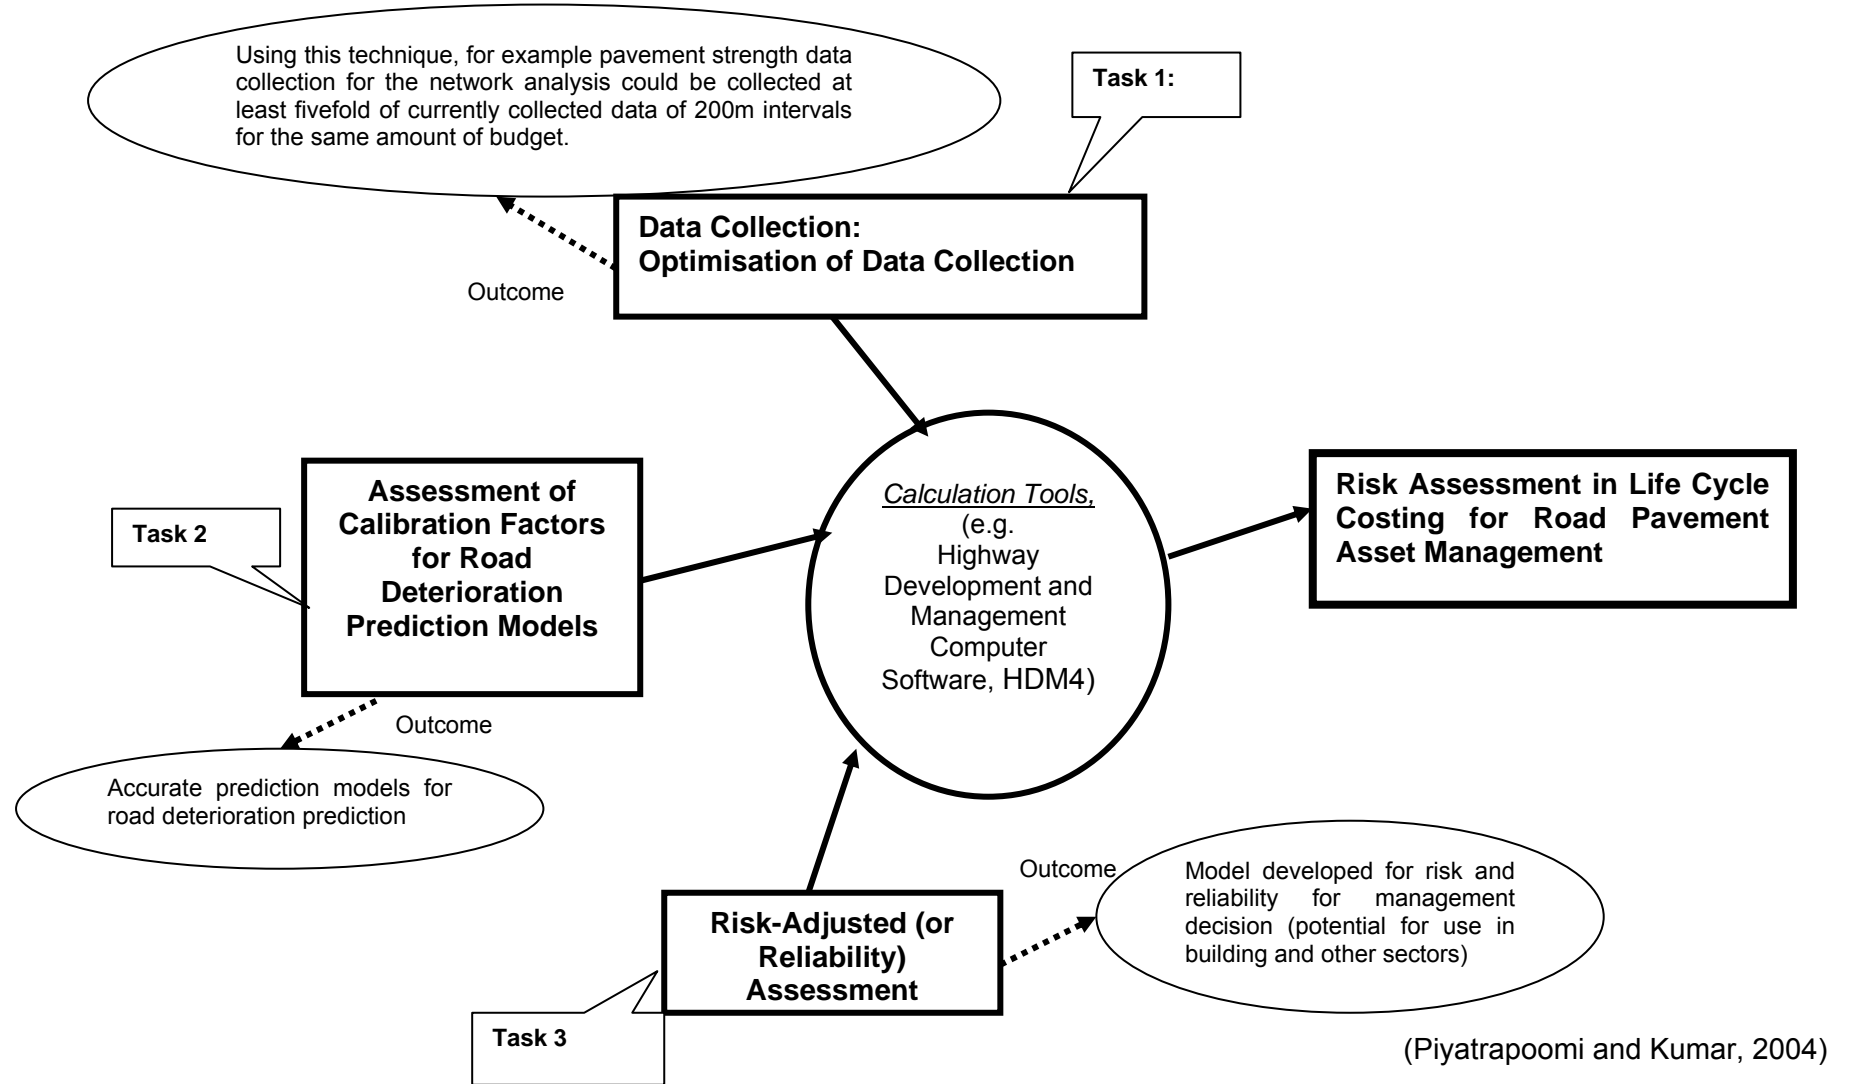 Using this technique, for example pavement strength data
collection for the network analysis could be collected at
least fivefold of currently collected data of 200m intervals
for the same amount of budget.
Task 1:
Data Collection:
Optimisation of Data Collection
Outcome
Assessment of
Calibration Factors
for Road
Deterioration
Prediction Models
Task 2
Calculation Tools,
(e.g.
Highway
Development and
Management
Computer
Software, HDM4)
Risk Assessment in Life Cycle
Costing for Road Pavement
Asset Management
Outcome
Accurate prediction models for
road deterioration prediction
Outcome
Model developed for risk and
reliability for management
decision (potential for use in
building and other sectors)
Risk-Adjusted (or
Reliability)
Assessment
Task 3
(Piyatrapoomi and Kumar, 2004)